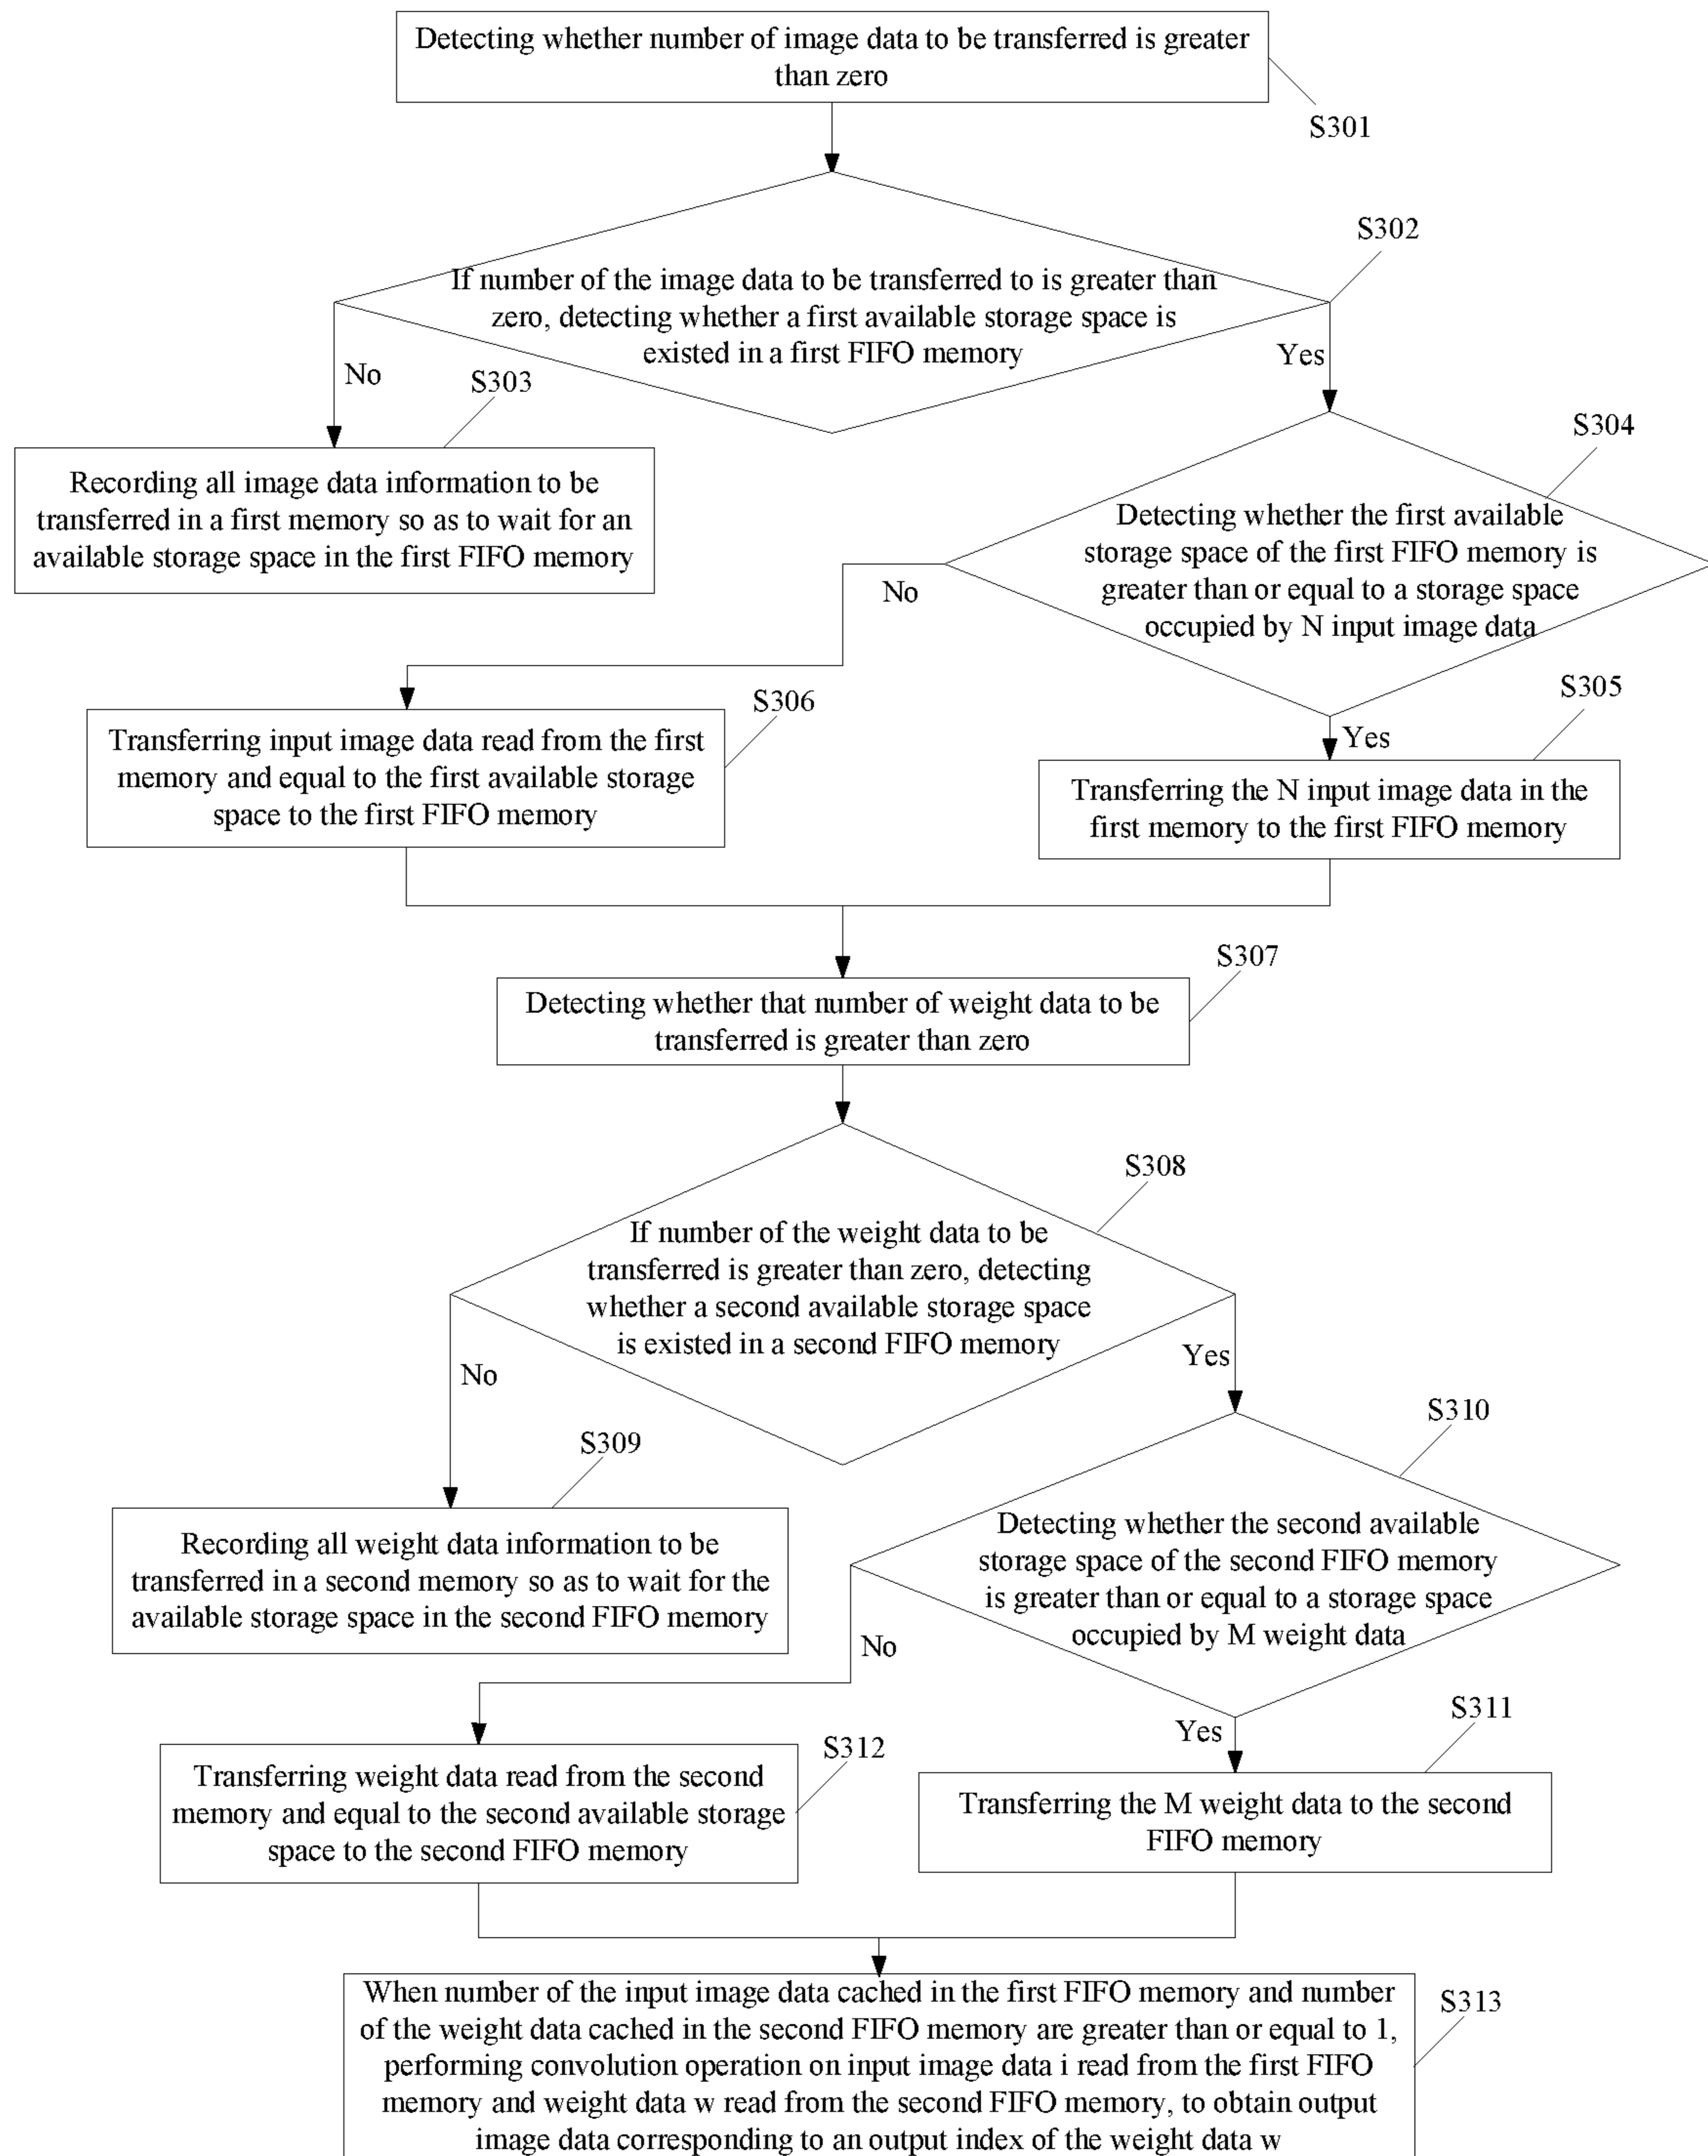 Detecting whether number of image data to be transferred is greater
than zero
S301
S302
If number of the image data to be transferred to is greater than
zero, detecting whether a first available storage space is
existed in a first FIFO memory
No
Yes
S303
S304
Recording all image data information to be
transferred in a first memory so as to wait for an
available storage space in the first FIFO memory
Detecting whether the first available
storage space of the first FIFO memory is
greater than or equal to a storage space
occupied by N input image data
No
S306
S305
Yes
Transferring input image data read from the first
memory and equal to the first available storage
space to the first FIFO memory
Transferring the N input image data in the
first memory to the first FIFO memory
S307
Detecting whether that number of weight data to be
transferred is greater than zero
S308
If number of the weight data to be
transferred is greater than zero, detecting
whether a second available storage space
is existed in a second FIFO memory
No
Yes
S309
S310
Recording all weight data information to be
transferred in a second memory so as to wait for the
available storage space in the second FIFO memory
Detecting whether the second available
storage space of the second FIFO memory
is greater than or equal to a storage space
occupied by M weight data
No
Yes
S311
S312
Transferring weight data read from the second
memory and equal to the second available storage
space to the second FIFO memory
Transferring the M weight data to the second
FIFO memory
When number of the input image data cached in the first FIFO memory and number
of the weight data cached in the second FIFO memory are greater than or equal to 1,
performing convolution operation on input image data i read from the first FIFO
memory and weight data w read from the second FIFO memory, to obtain output
image data corresponding to an output index of the weight data w
S313